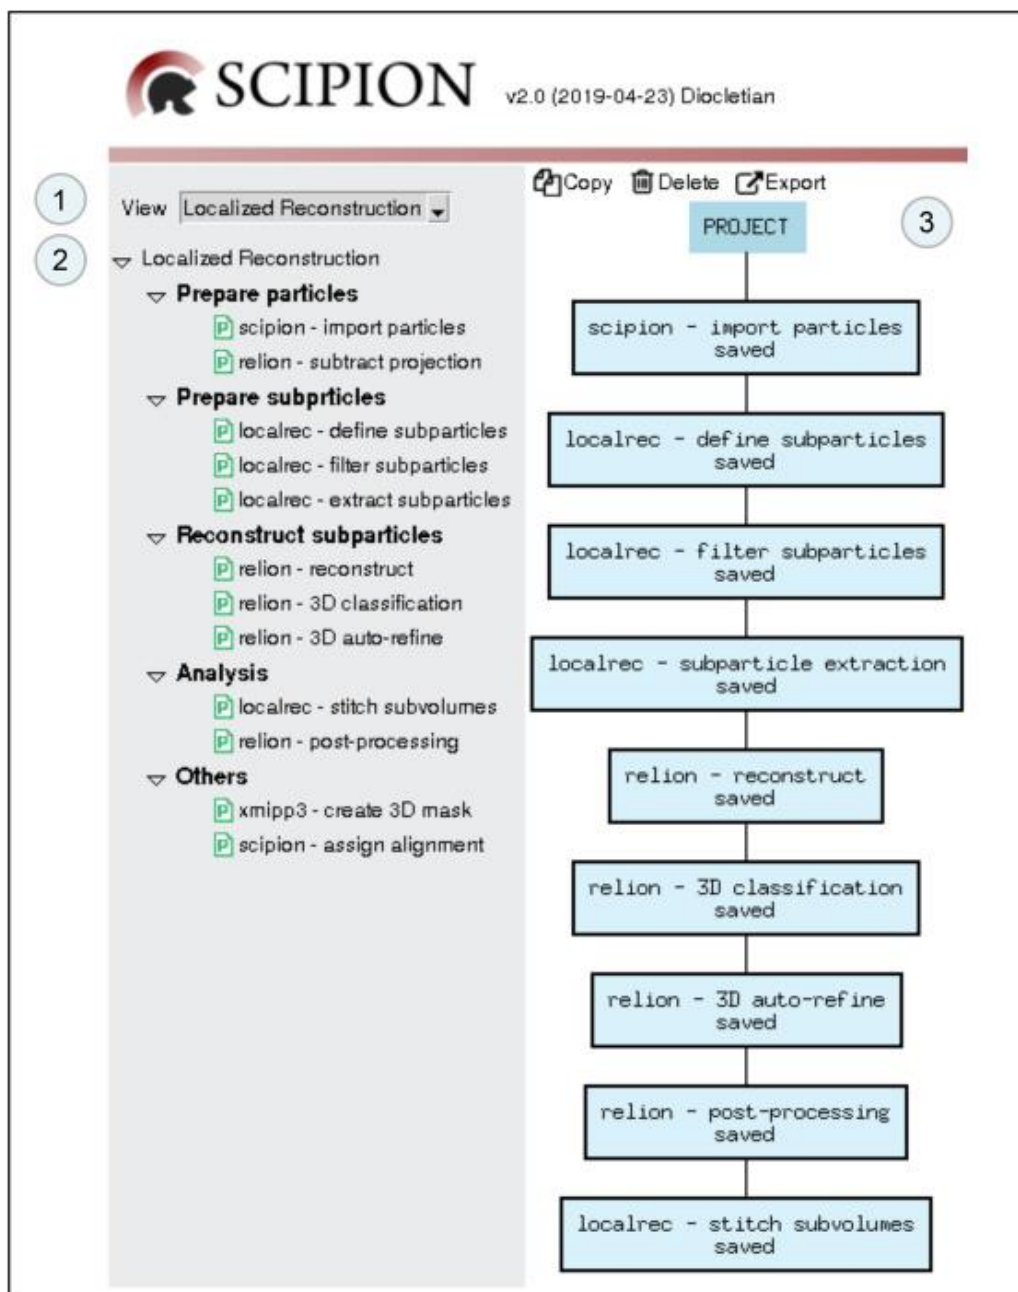 SCIPION v2.0 (2019-04-23) Diocletian
1
View Localized Reconstruction
2
Localized Reconstruction
Prepare particles
scipion - import particles
relion - subtract projection
Prepare subprticles
localrec - define subparticles
localrec - filter subparticles
localrec - extract subparticles
Reconstruct subparticles
relion - reconstruct
relion - 3D classification
relion - 3D auto-refine
Analysis
localrec - stitch subvolumes
relion - post-processing
Others
xmipp3 - create 3D mask
scipion - assign alignment
Copy Delete Export
3
PROJECT
scipion - import particles
saved
localrec - define subparticles
saved
localrec - filter subparticles
saved
localrec - subparticle extraction
saved
relion - reconstruct
saved
relion - 3D classification
saved
relion - 3D auto-refine
saved
relion - post-processing
saved
localrec - stitch subvolumes
saved